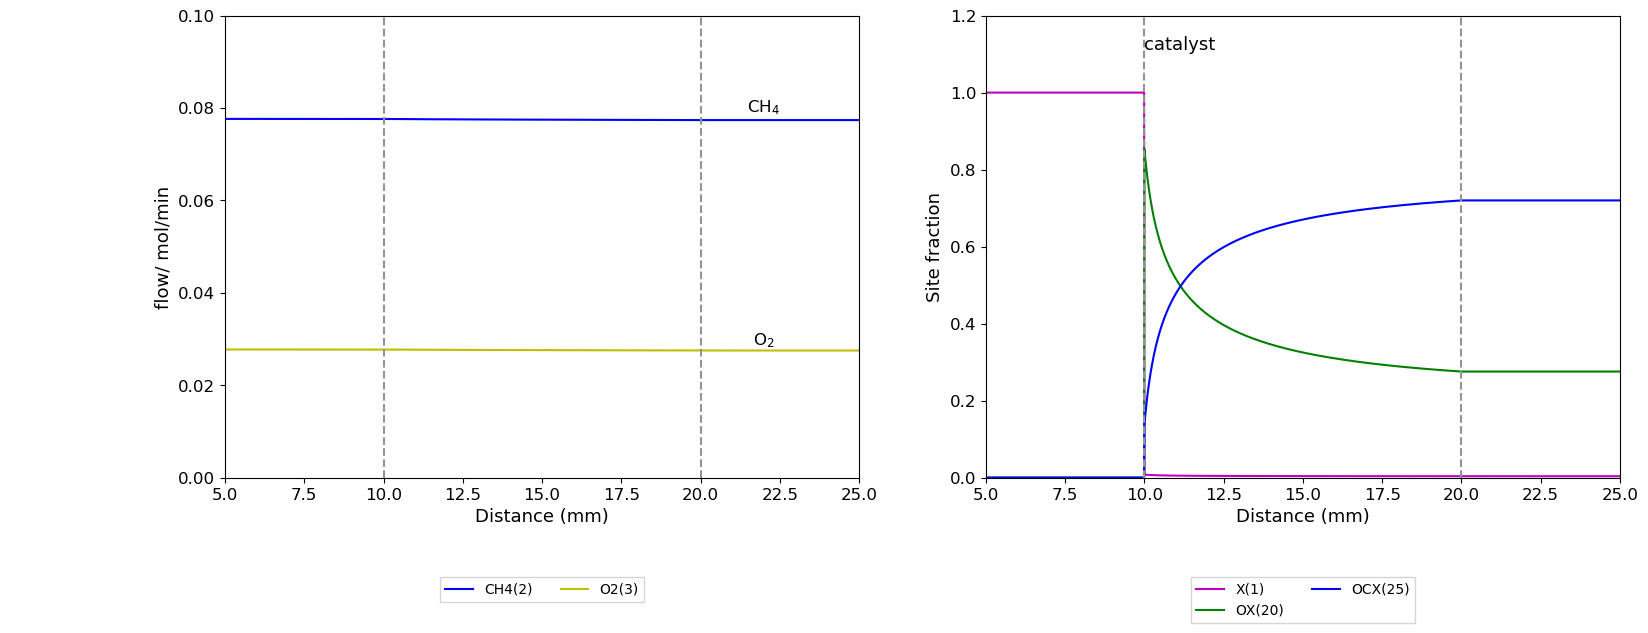 0.10
0.08
0.06
0.04
0.02
0.00
flow/ mol/min
CH₄
O₂
5.0 7.5 10.0 12.5 15.0 17.5 20.0 22.5 25.0
Distance (mm)
CH4(2) O2(3)
1.2
1.0
0.8
0.6
0.4
0.2
0.0
Site fraction
catalyst
5.0 7.5 10.0 12.5 15.0 17.5 20.0 22.5 25.0
Distance (mm)
X(1) OCX(25)
OX(20)